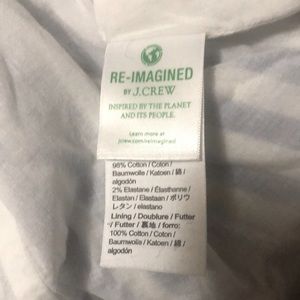 RE-IMAGINED
BY J.CREW
INSPIRED BY THE PLANET
AND ITS PEOPLE.
Learn more at
jcrew.com/reimagined
98% Cotton / Coton /
Baumwolle / Katoen / 綿 /
algodón
2% Elastane / Élasthanne /
Elastan / Elastaan / ポリウ
レタン / elastano
Lining / Doublure / Futter
/ Futter / 裏地 / forro:
100% Cotton / Coton /
Baumwolle / Katoen / 綿 /
algodón